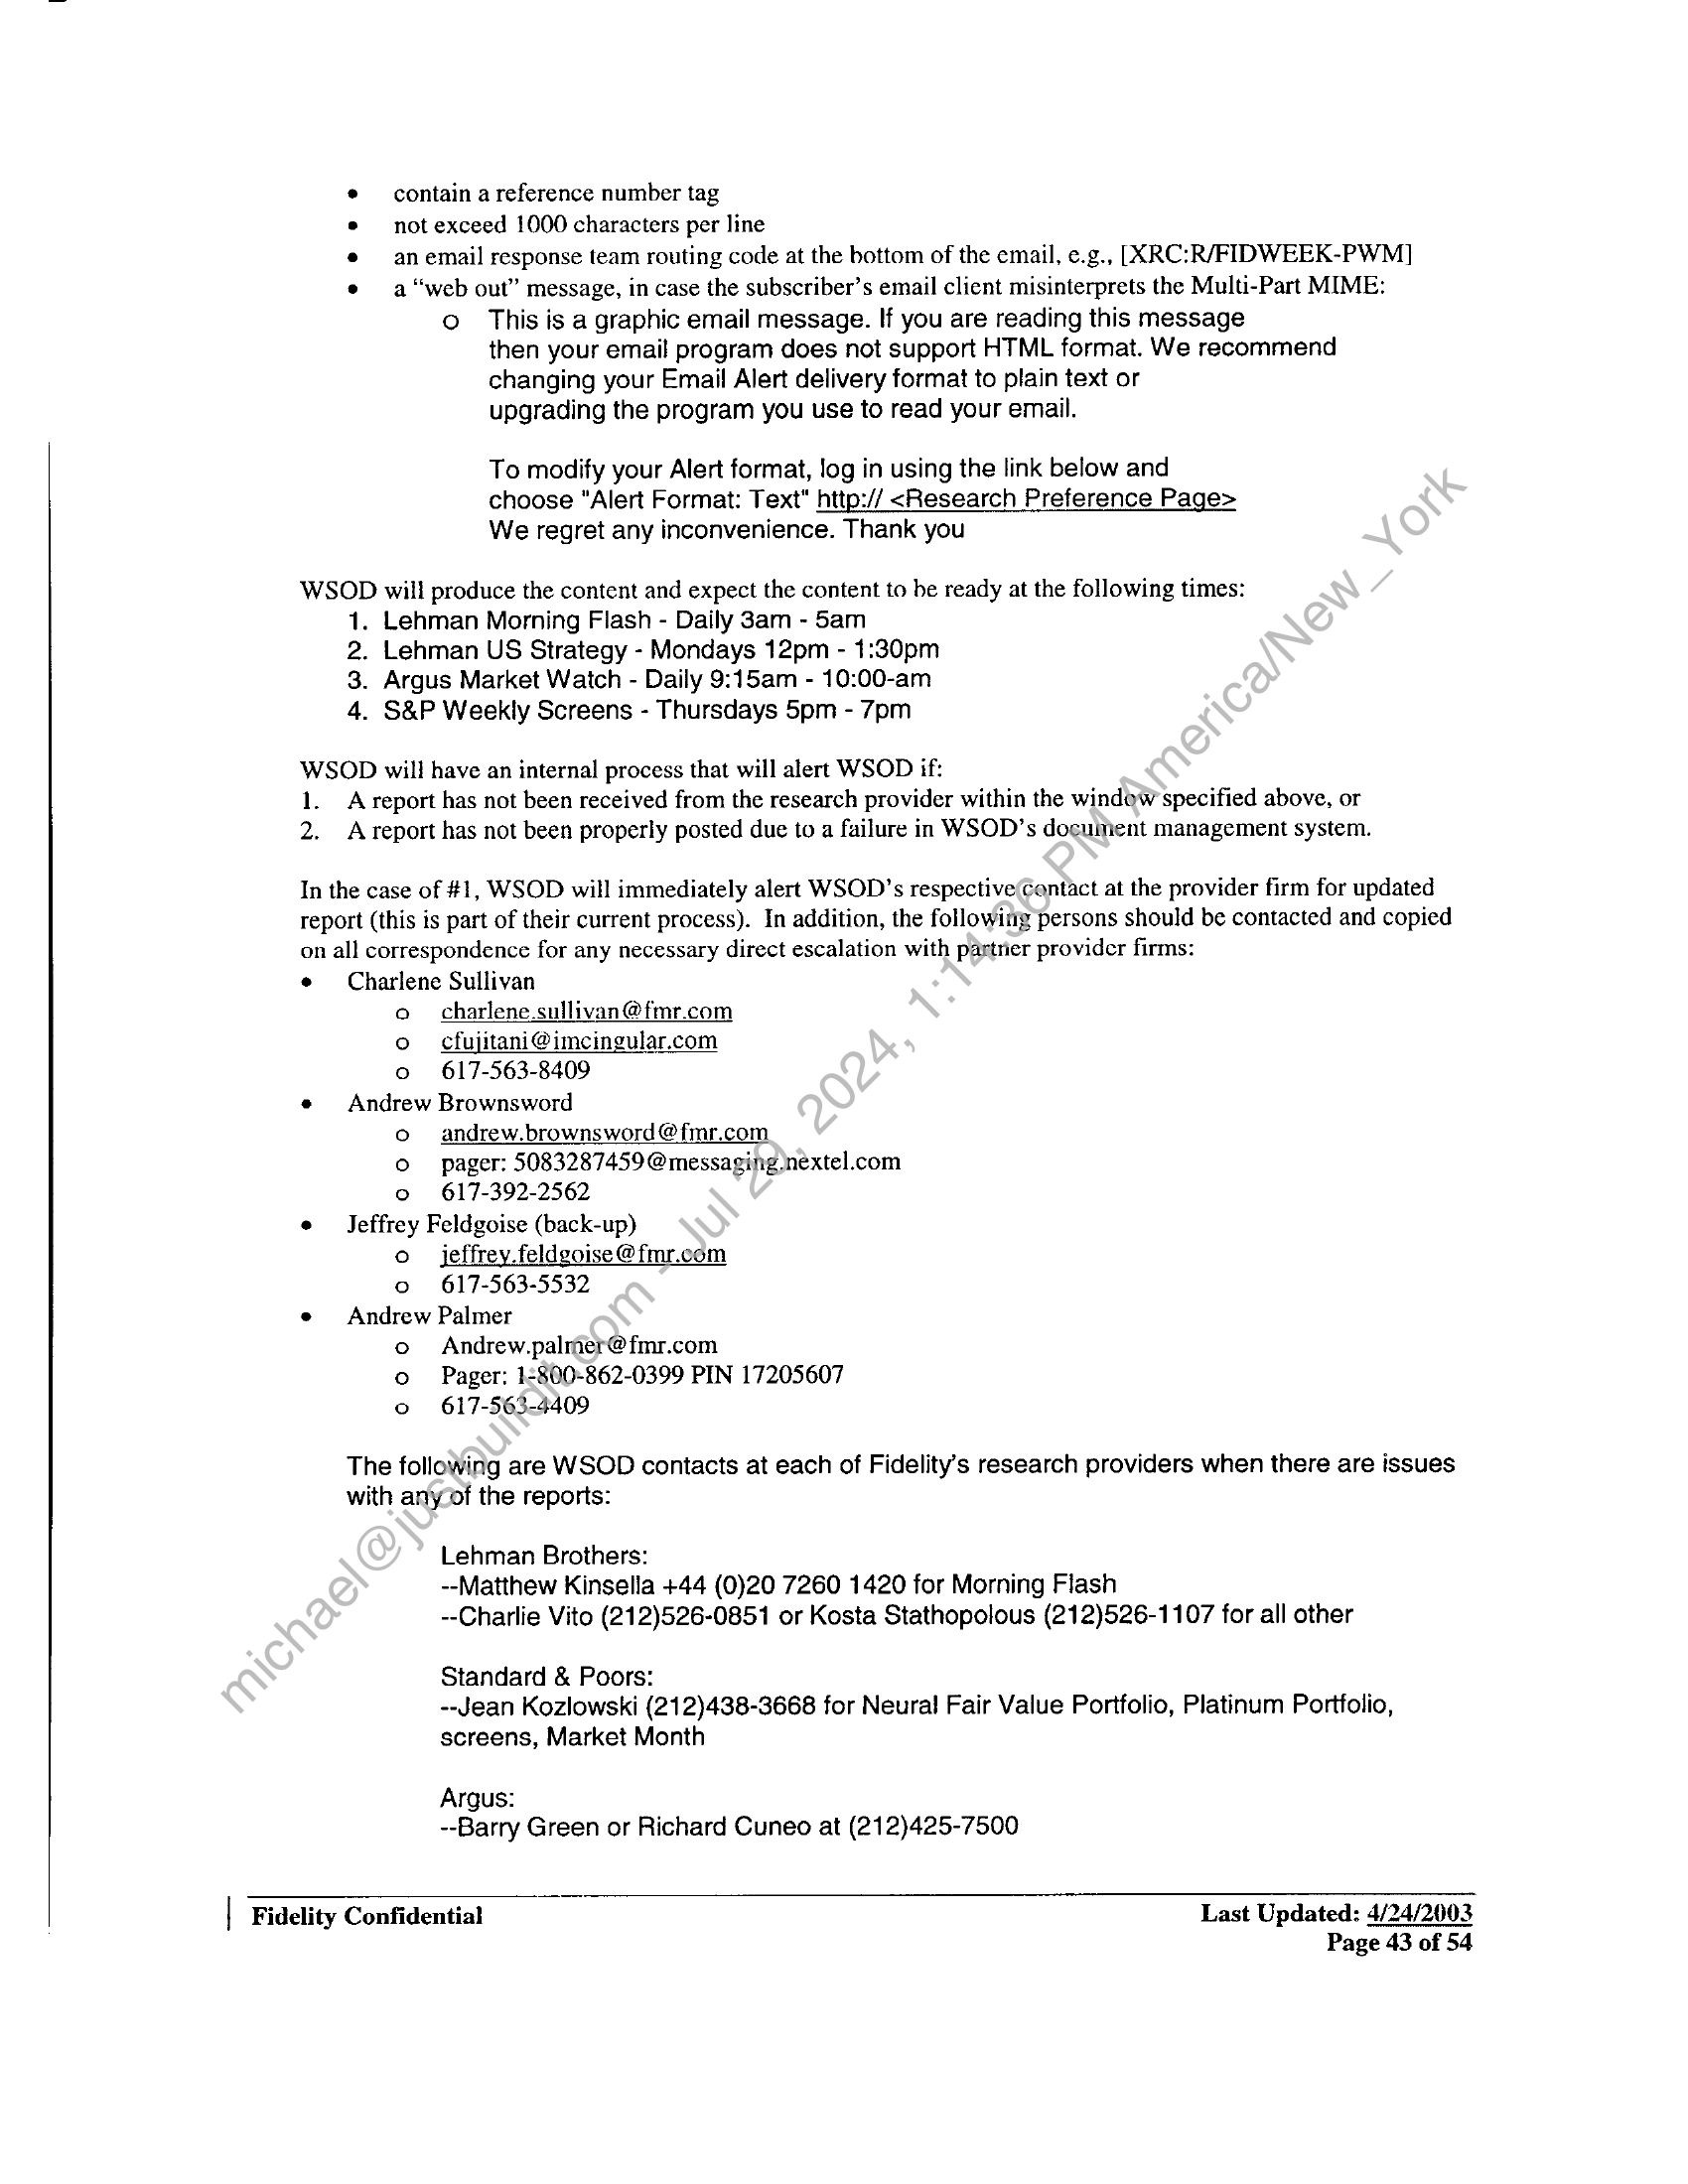 • contain a reference number tag
• not exceed 1000 characters per line
• an email response team routing code at the bottom of the email, e.g., [XRC:R/FIDWEEK-PWM]
• a “web out” message, in case the subscriber’s email client misinterprets the Multi-Part MIME:
o This is a graphic email message. If you are reading this message
then your email program does not support HTML format. We recommend
changing your Email Alert delivery format to plain text or
upgrading the program you use to read your email.
To modify your Alert format, log in using the link below and
choose "Alert Format: Text" http:// <Research Preference Page>
We regret any inconvenience. Thank you
WSOD will produce the content and expect the content to be ready at the following times:
1. Lehman Morning Flash - Daily 3am - 5am
2. Lehman US Strategy - Mondays 12pm - 1:30pm
3. Argus Market Watch - Daily 9:15am - 10:00-am
4. S&P Weekly Screens - Thursdays 5pm - 7pm
WSOD will have an internal process that will alert WSOD if:
1. A report has not been received from the research provider within the window specified above, or
2. A report has not been properly posted due to a failure in WSOD’s document management system.
In the case of #1, WSOD will immediately alert WSOD’s respective contact at the provider firm for updated
report (this is part of their current process). In addition, the following persons should be contacted and copied
on all correspondence for any necessary direct escalation with partner provider firms:
• Charlene Sullivan
o charlene.sullivan@fmr.com
o cfujitani@imcingular.com
o 617-563-8409
• Andrew Brownsword
o andrew.brownsword@fmr.com
o pager: 5083287459@messaging.nextel.com
o 617-392-2562
• Jeffrey Feldgoise (back-up)
o jeffrey.feldgoise@fmr.com
o 617-563-5532
• Andrew Palmer
o Andrew.palmer@fmr.com
o Pager: 1-800-862-0399 PIN 17205607
o 617-563-4409
The following are WSOD contacts at each of Fidelity’s research providers when there are issues
with any of the reports:
Lehman Brothers:
--Matthew Kinsella +44 (0)20 7260 1420 for Morning Flash
--Charlie Vito (212)526-0851 or Kosta Stathopolous (212)526-1107 for all other
Standard & Poors:
--Jean Kozlowski (212)438-3668 for Neural Fair Value Portfolio, Platinum Portfolio,
screens, Market Month
Argus:
--Barry Green or Richard Cuneo at (212)425-7500
Fidelity Confidential
Last Updated: 4/24/2003
Page 43 of 54
michael@justbuildit.com - Jul 29, 2024, 1:14:36 PM America/New_York